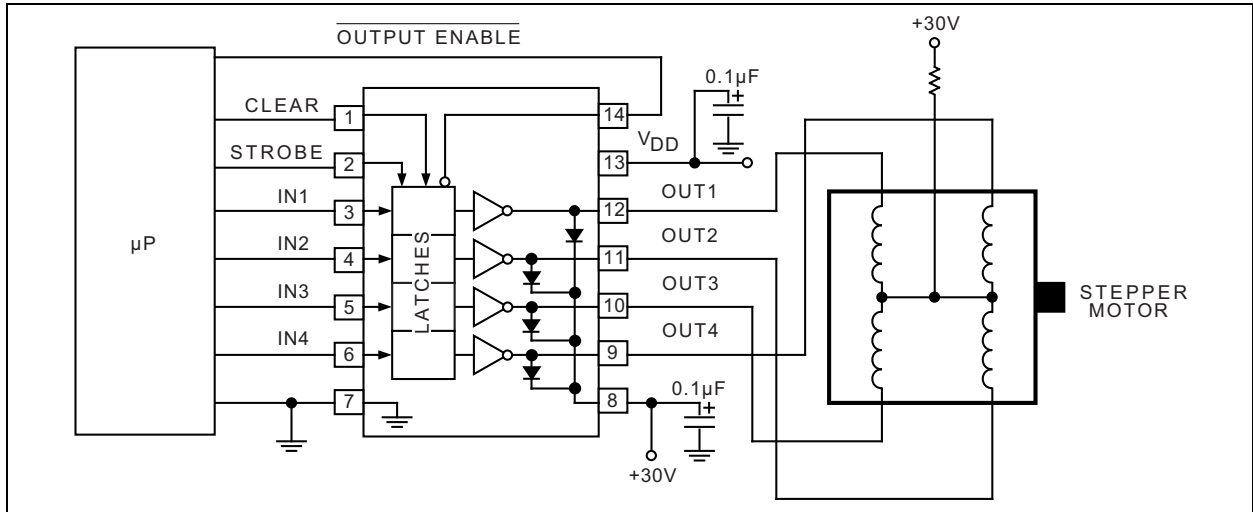 OUTPUT ENABLE
+30V
0.1µF
+
CLEAR
1
14
VDD
STROBE
2
13
OUT1
IN1
3
12
OUT2
µP
IN2
4
LATCHES
11
OUT3
IN3
5
10
OUT4
IN4
6
9
STEPPER
MOTOR
0.1µF
+
7
8
+30V